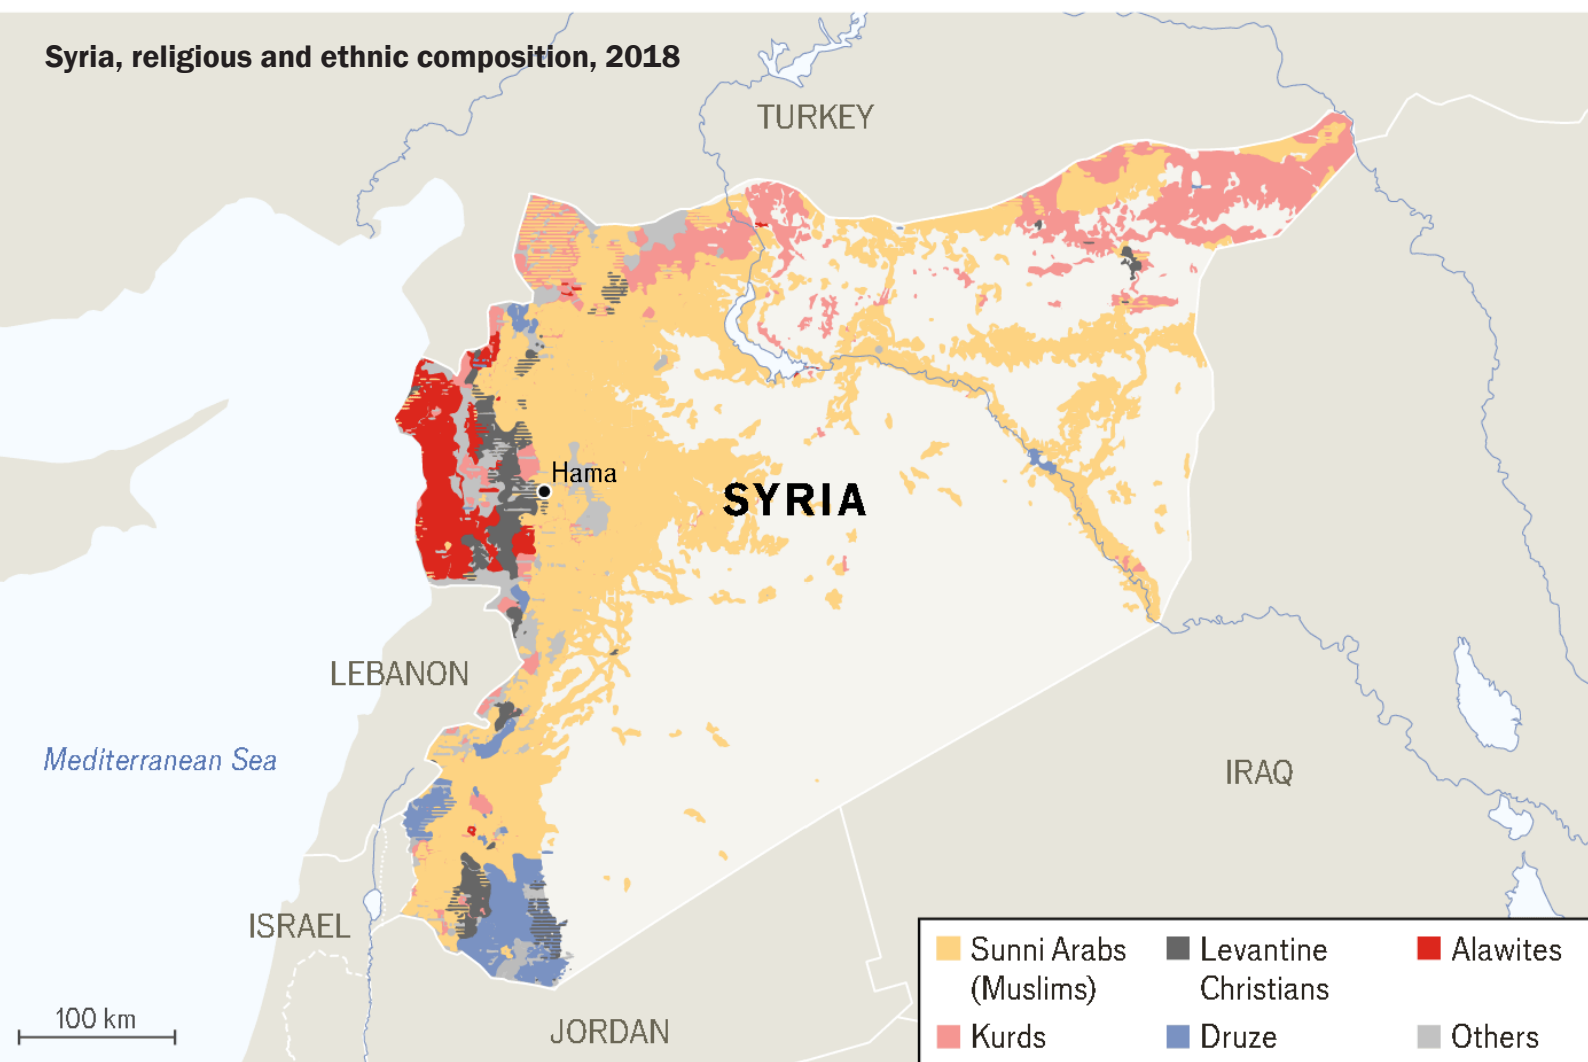 Syria, religious and ethnic composition, 2018
TURKEY
Hama
SYRIA
LEBANON
Mediterranean Sea
IRAQ
ISRAEL
JORDAN
100 km
Sunni Arabs
(Muslims)
Levantine
Christians
Alawites
Kurds
Druze
Others